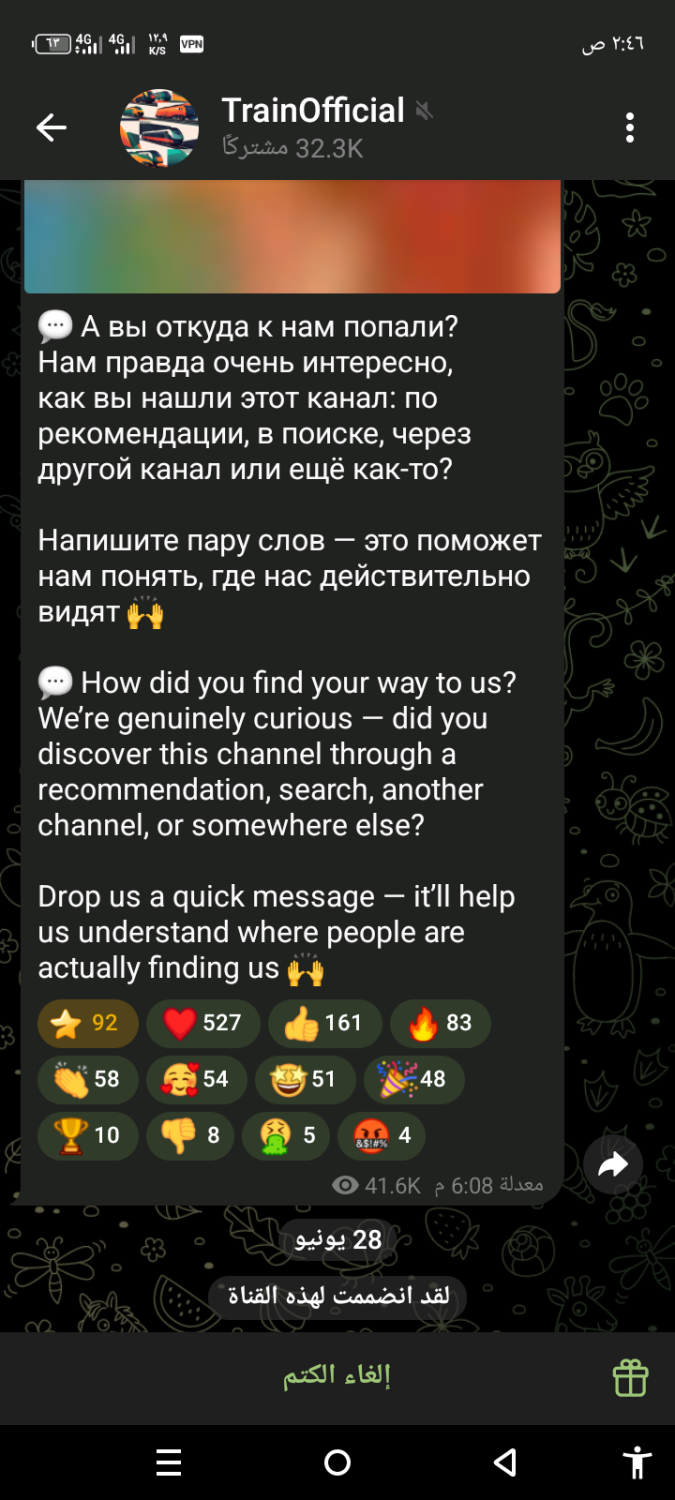 ٦٣ 4G 4G ١٢,٩ K/S VPN ٢:٤٦ ص
TrainOfficial
32.3K مشتركًا
💬 А вы откуда к нам попали?
Нам правда очень интересно,
как вы нашли этот канал: по
рекомендации, в поиске, через
другой канал или ещё как-то?
Напишите пару слов — это поможет
нам понять, где нас действительно
видят 🙌
💬 How did you find your way to us?
We’re genuinely curious — did you
discover this channel through a
recommendation, search, another
channel, or somewhere else?
Drop us a quick message — it’ll help
us understand where people are
actually finding us 🙌
⭐ 92 ❤️ 527 👍 161 🔥 83
👏 58 🥰 54 🤩 51 🎉 48
🏆 10 👎 8 🤮 5 🤬 4
41.6K معدلة 6:08 م
28 يونيو
لقد انضممت لهذه القناة
إلغاء الكتم